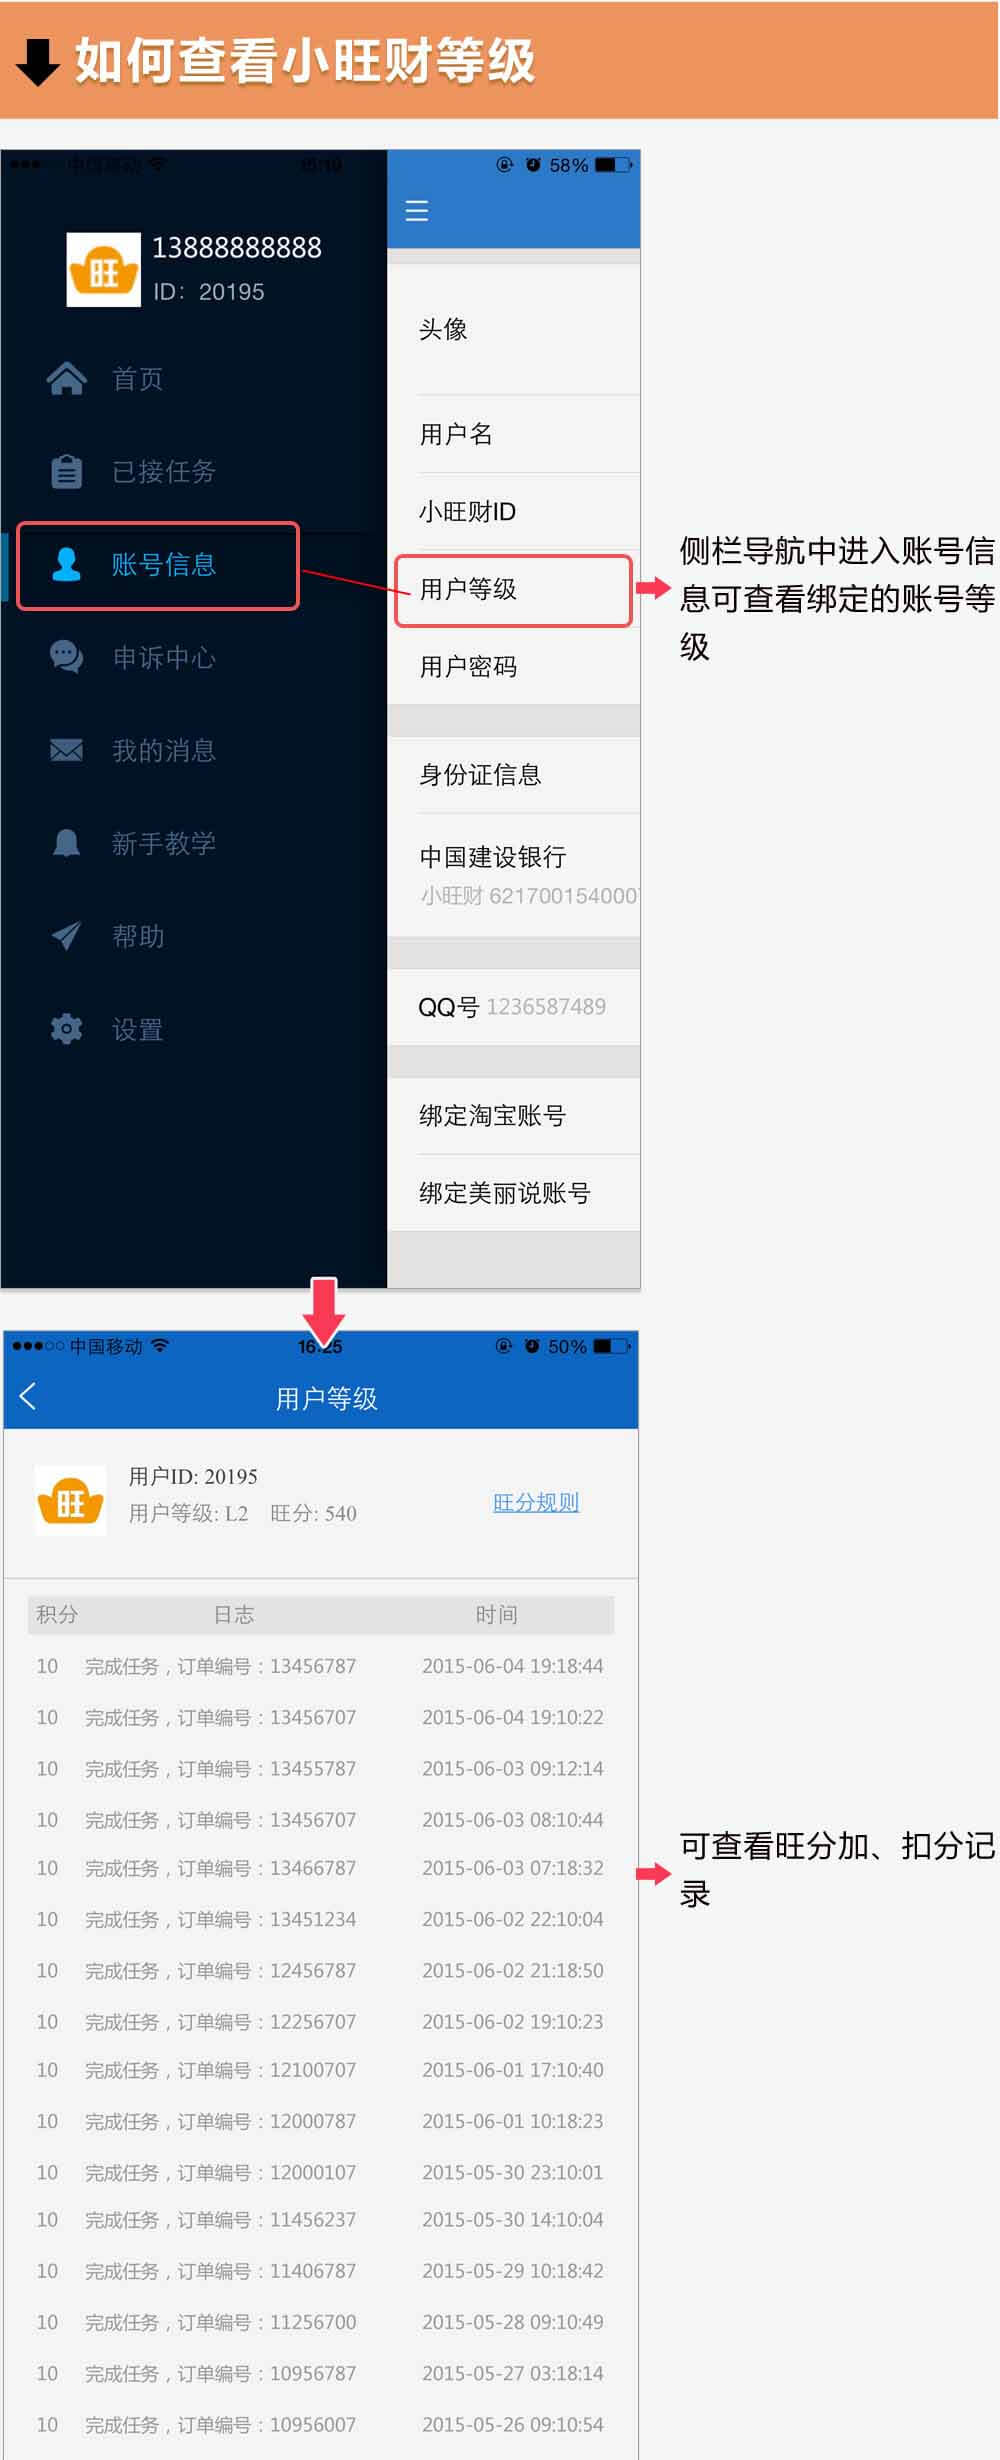 如何查看小旺财等级
中国移动 15:19 58%
13888888888
ID：20195
首页
已接任务
账号信息
申诉中心
我的消息
新手教学
帮助
设置
头像
用户名
小旺财ID
用户等级
用户密码
身份证信息
中国建设银行
小旺财 621700154000
QQ号 1236587489
绑定淘宝账号
绑定美丽说账号
侧栏导航中进入账号信
息可查看绑定的账号等
级
中国移动 16:25 50%
用户等级
用户ID: 20195
用户等级: L2 旺分: 540
旺分规则
积分 日志 时间
10 完成任务，订单编号：13456787 2015-06-04 19:18:44
10 完成任务，订单编号：13456707 2015-06-04 19:10:22
10 完成任务，订单编号：13455787 2015-06-03 09:12:14
10 完成任务，订单编号：13456707 2015-06-03 08:10:44
10 完成任务，订单编号：13466787 2015-06-03 07:18:32
10 完成任务，订单编号：13451234 2015-06-02 22:10:04
10 完成任务，订单编号：12456787 2015-06-02 21:18:50
10 完成任务，订单编号：12256707 2015-06-02 19:10:23
10 完成任务，订单编号：12100707 2015-06-01 17:10:40
10 完成任务，订单编号：12000787 2015-06-01 10:18:23
10 完成任务，订单编号：12000107 2015-05-30 23:10:01
10 完成任务，订单编号：11456237 2015-05-30 14:10:04
10 完成任务，订单编号：11406787 2015-05-29 10:18:42
10 完成任务，订单编号：11256700 2015-05-28 09:10:49
10 完成任务，订单编号：10956787 2015-05-27 03:18:14
10 完成任务，订单编号：10956007 2015-05-26 09:10:54
可查看旺分加、扣分记
录
旺
旺